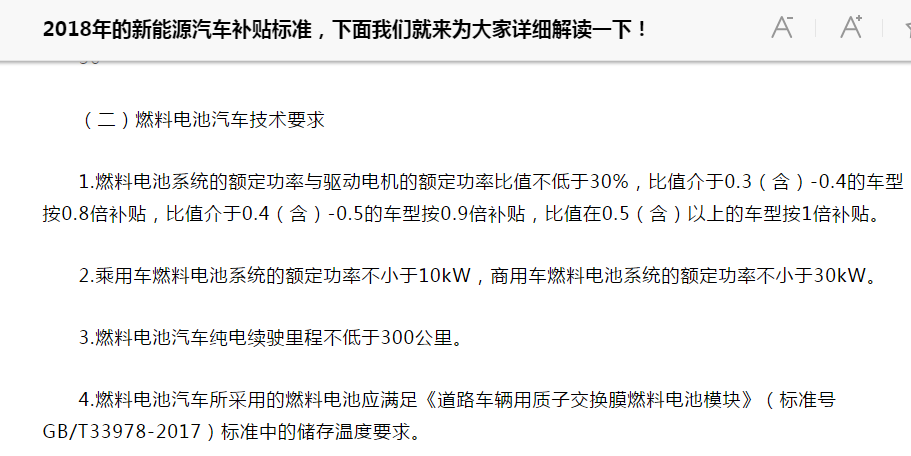 2018年的新能源汽车补贴标准，下面我们就来为大家详细解读一下！
A-
A+
（二）燃料电池汽车技术要求
1.燃料电池系统的额定功率与驱动电机的额定功率比值不低于30%，比值介于0.3（含）-0.4的车型
按0.8倍补贴，比值介于0.4（含）-0.5的车型按0.9倍补贴，比值在0.5（含）以上的车型按1倍补贴。
2.乘用车燃料电池系统的额定功率不小于10kW，商用车燃料电池系统的额定功率不小于30kW。
3.燃料电池汽车纯电续驶里程不低于300公里。
4.燃料电池汽车所采用的燃料电池应满足《道路车辆用质子交换膜燃料电池模块》（标准号
GB/T33978-2017）标准中的储存温度要求。